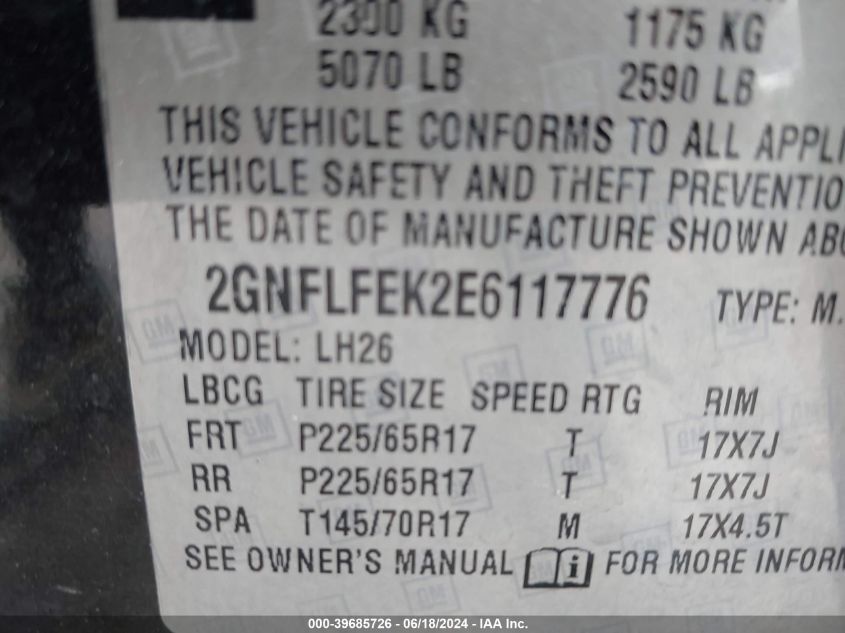 2300 KG 1175 KG
5070 LB 2590 LB
THIS VEHICLE CONFORMS TO ALL APPLI
VEHICLE SAFETY AND THEFT PREVENTIO
THE DATE OF MANUFACTURE SHOWN ABO
2GNFLFEK2E6117776 TYPE: M.
MODEL: LH26
LBCG TIRE SIZE SPEED RTG RIM
FRT P225/65R17 T 17X7J
RR P225/65R17 T 17X7J
SPA T145/70R17 M 17X4.5T
SEE OWNER'S MANUAL i FOR MORE INFORM
000-39685726 - 06/18/2024 - IAA Inc.